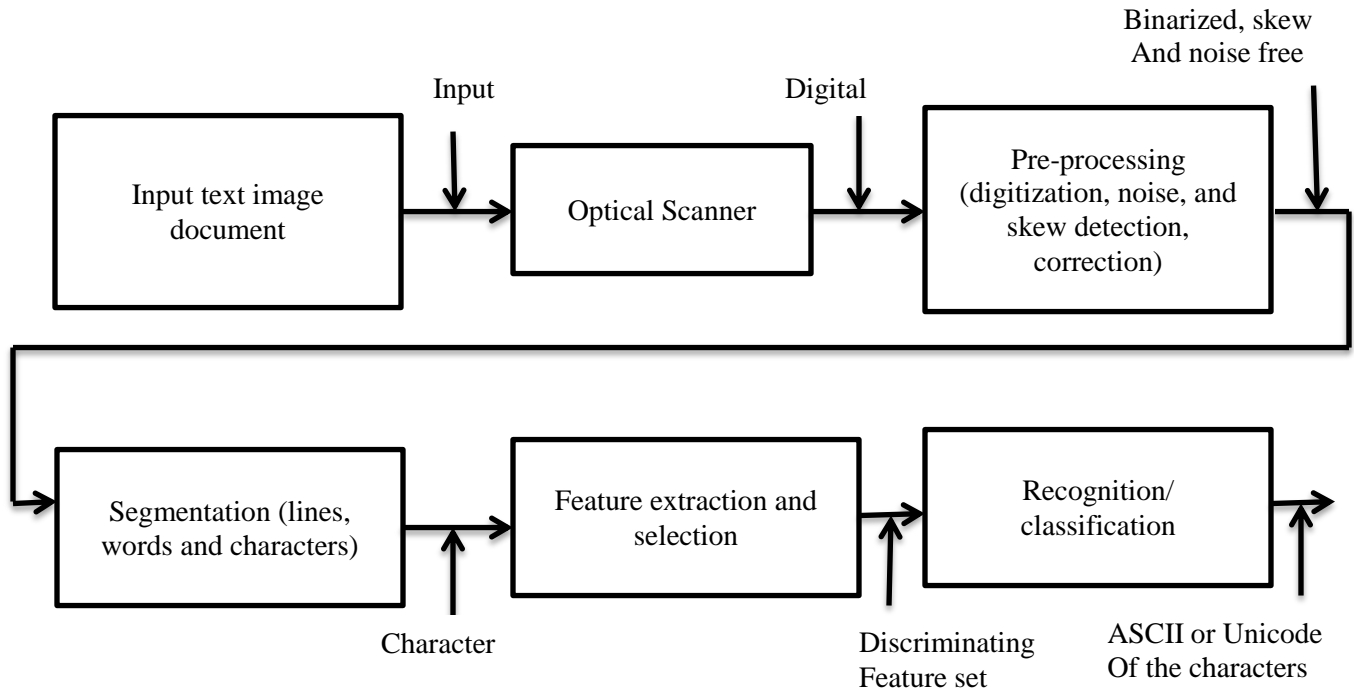 Binarized, skew
And noise free
Input
Digital
Input text image
document
Optical Scanner
Pre-processing
(digitization, noise, and
skew detection,
correction)
Segmentation (lines,
words and characters)
Feature extraction and
selection
Recognition/
classification
Character
Discriminating
Feature set
ASCII or Unicode
Of the characters